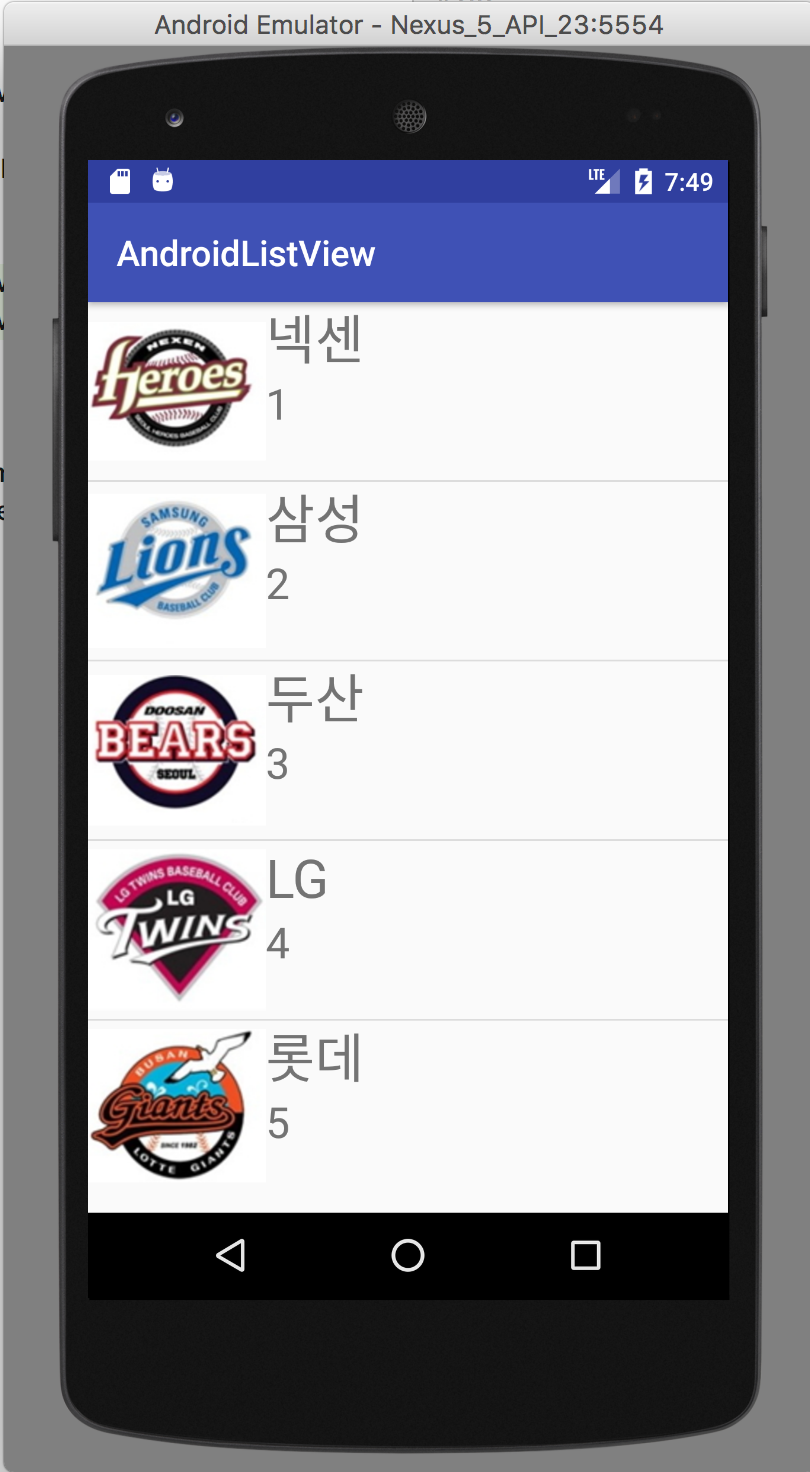 Android Emulator - Nexus_5_API_23:5554
LTE 7:49
AndroidListView
NEXEN
Heroes
SEOUL HEROES BASEBALL CLUB
넥센
1
SAMSUNG
Lions
BASEBALL CLUB
삼성
2
DOOSAN
BEARS
SEOUL
두산
3
LG TWINS BASEBALL CLUB
LG
TWINS
LG
4
BUSAN
Giants
SINCE 1982
LOTTE GIANTS
롯데
5